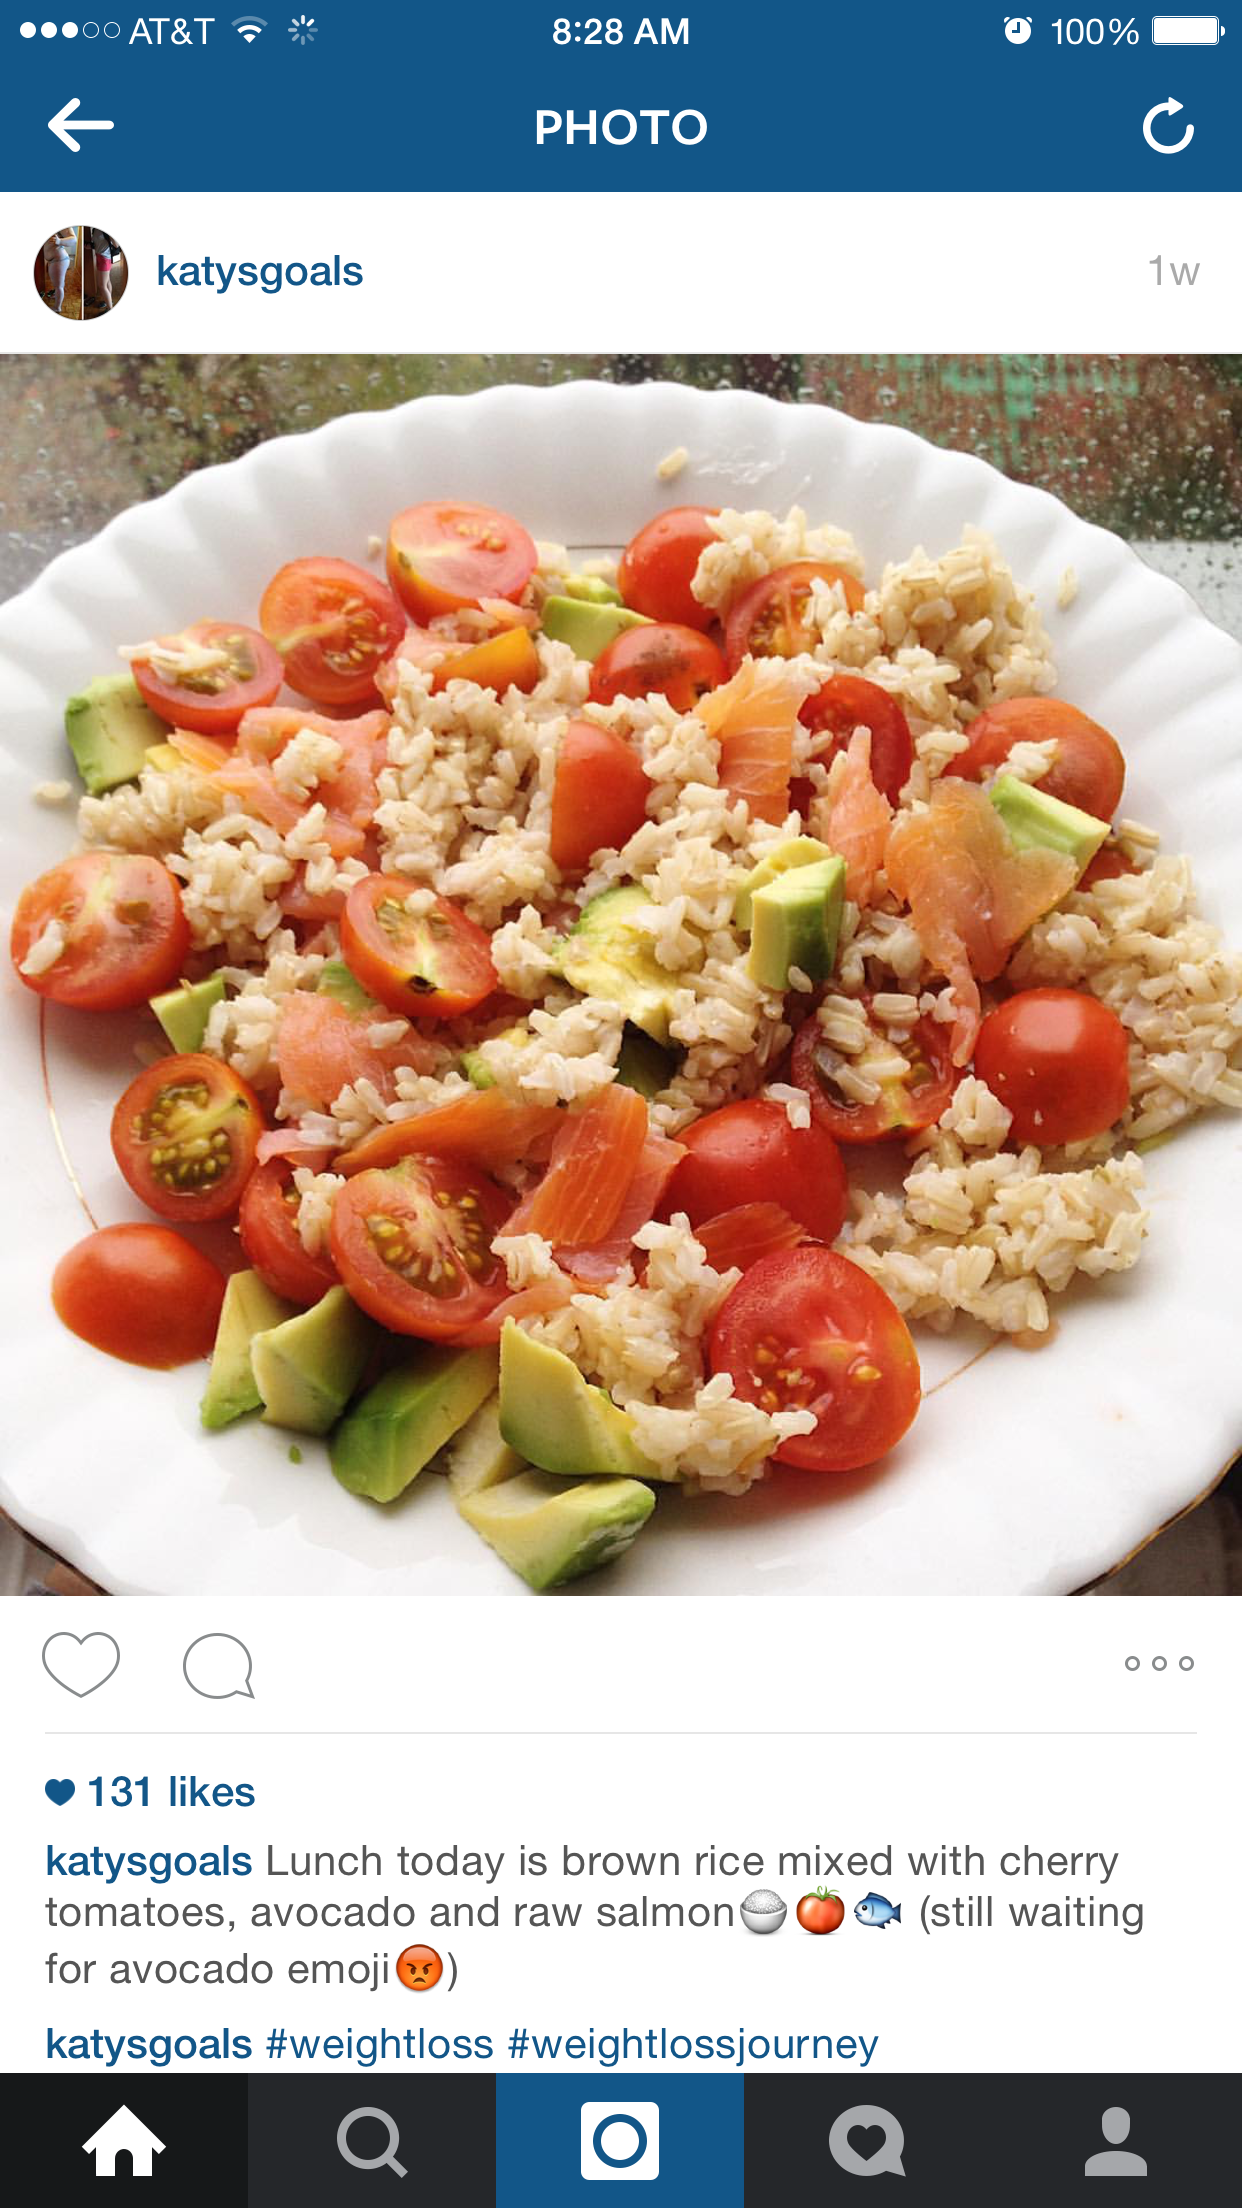 AT&T 8:28 AM 100%
PHOTO
katysgoals 1w
131 likes
katysgoals Lunch today is brown rice mixed with cherry
tomatoes, avocado and raw salmon🍚🍅🐟 (still waiting
for avocado emoji😡)
katysgoals #weightloss #weightlossjourney